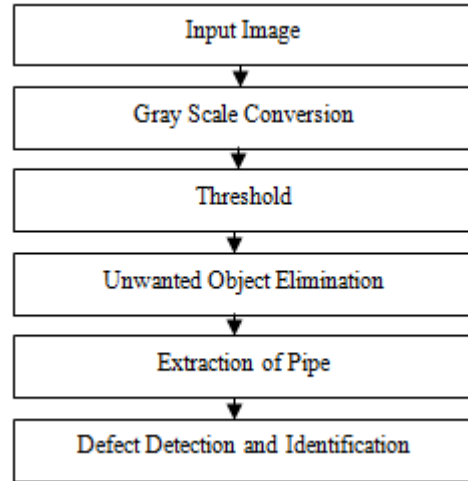 Input Image
Gray Scale Conversion
Threshold
Unwanted Object Elimination
Extraction of Pipe
Defect Detection and Identification